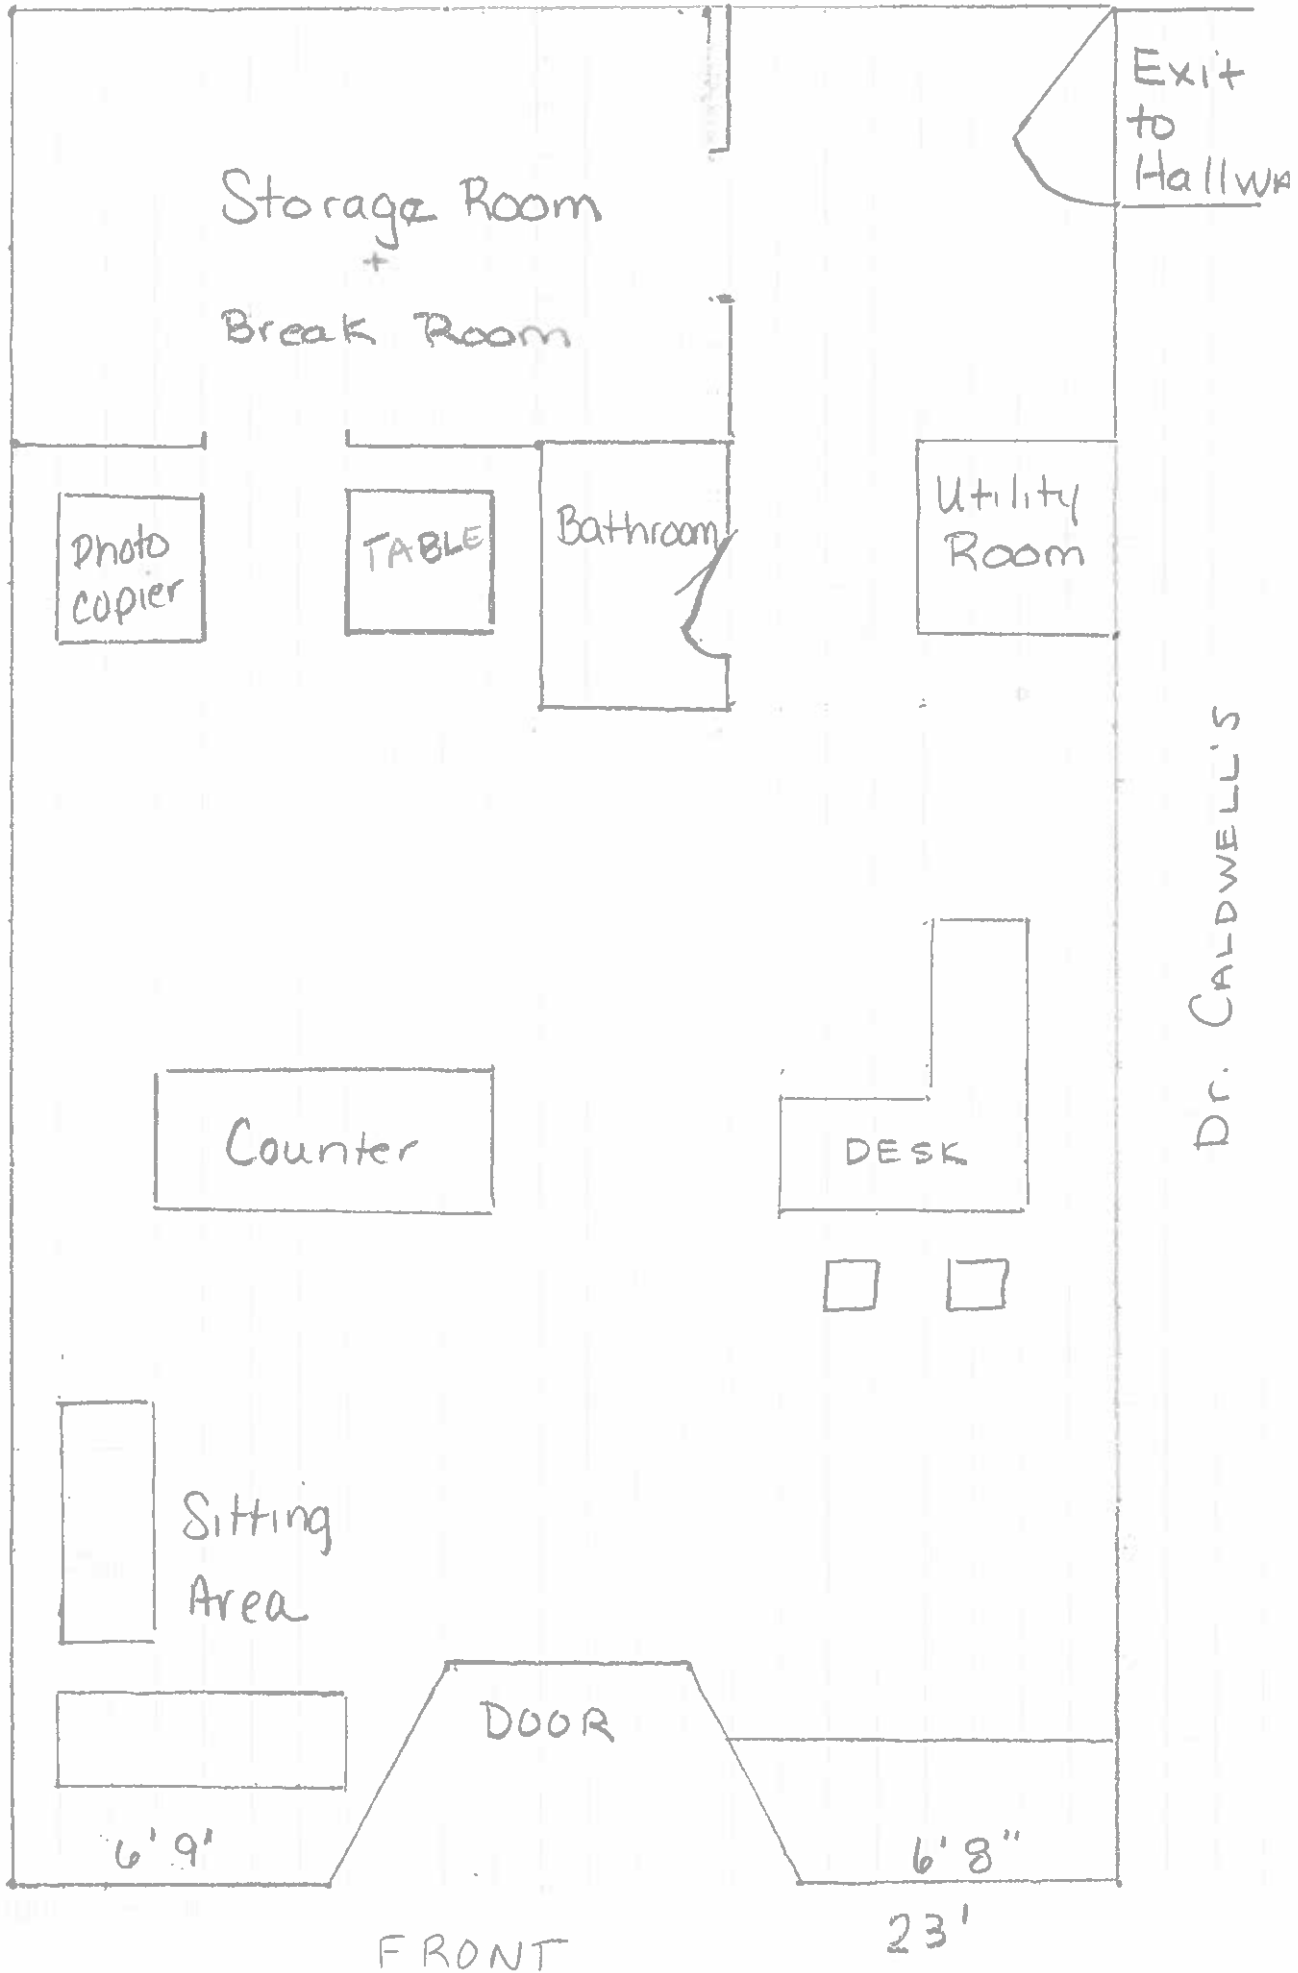 Exit
to
Hallwa
Storage Room
+
Break Room
Photo
copier
TABLE
Bathroom
Utility
Room
Dr. CALDWELL'S
Counter
DESK
Sitting
Area
DOOR
6' 9'
6' 8"
23'
FRONT